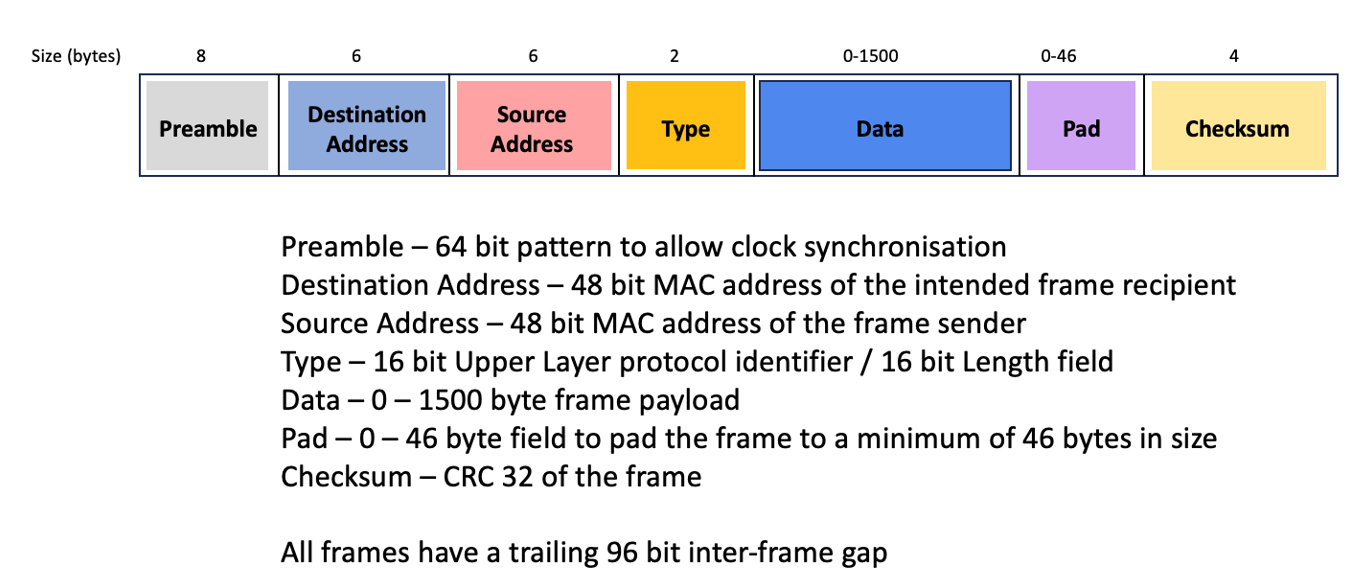 Size (bytes) 8 6 6 2 0-1500 0-46 4
Preamble Destination Address Source Address Type Data Pad Checksum
Preamble – 64 bit pattern to allow clock synchronisation
Destination Address – 48 bit MAC address of the intended frame recipient
Source Address – 48 bit MAC address of the frame sender
Type – 16 bit Upper Layer protocol identifier / 16 bit Length field
Data – 0 – 1500 byte frame payload
Pad – 0 – 46 byte field to pad the frame to a minimum of 46 bytes in size
Checksum – CRC 32 of the frame
All frames have a trailing 96 bit inter-frame gap